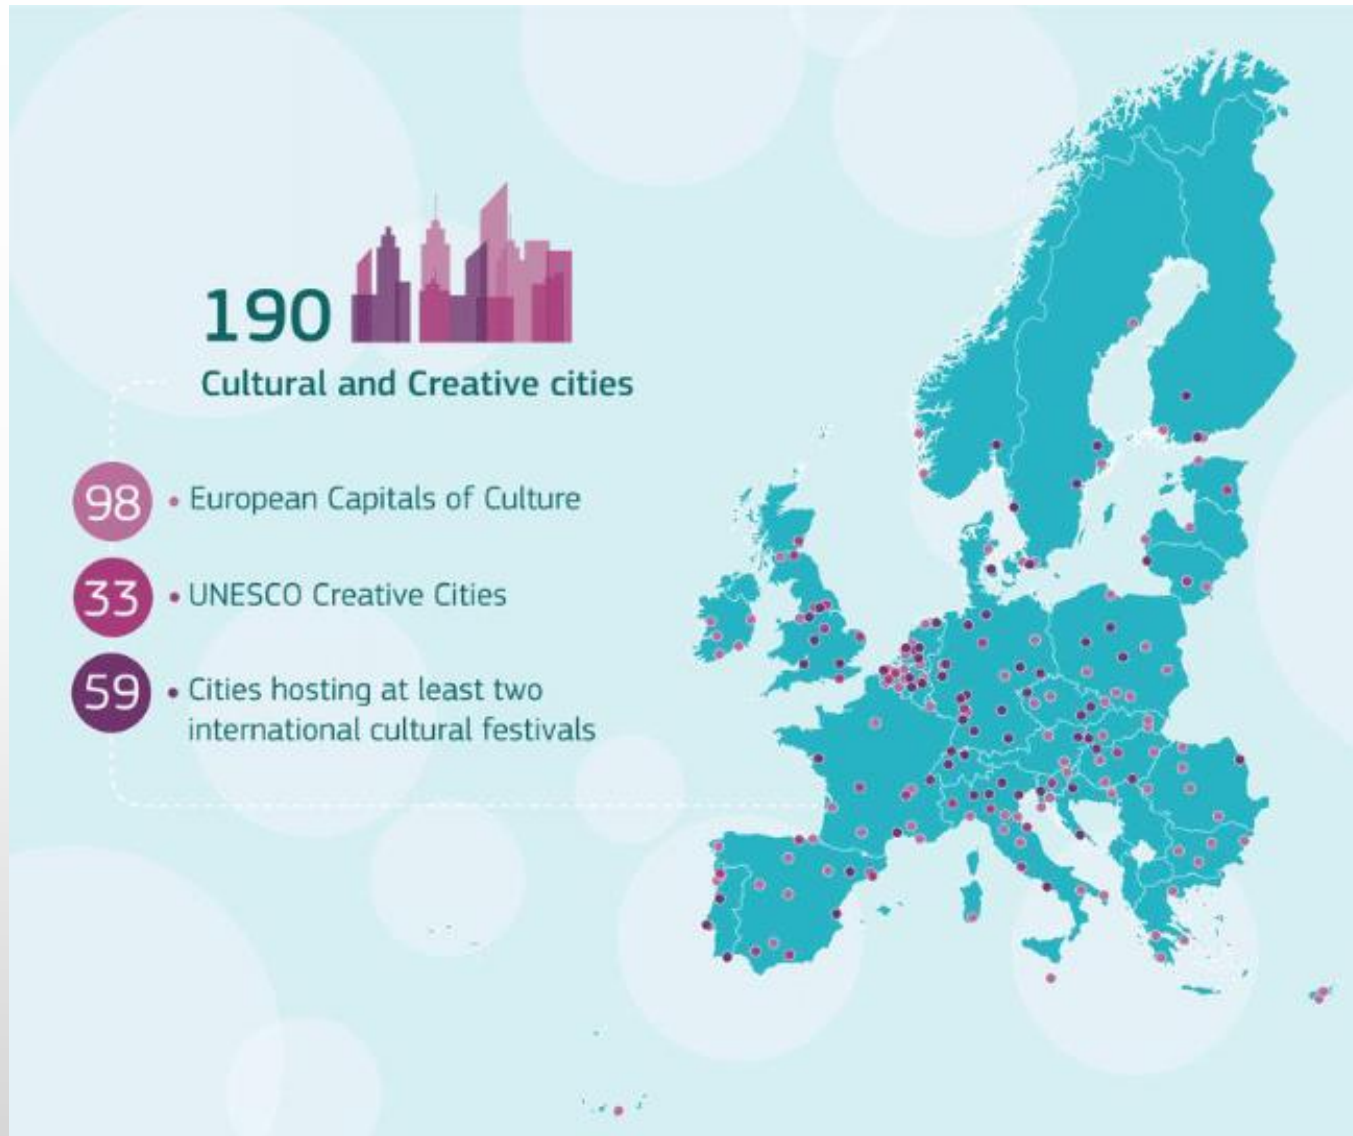 190
Cultural and Creative cities
98
European Capitals of Culture
33
UNESCO Creative Cities
59
Cities hosting at least two
international cultural festivals